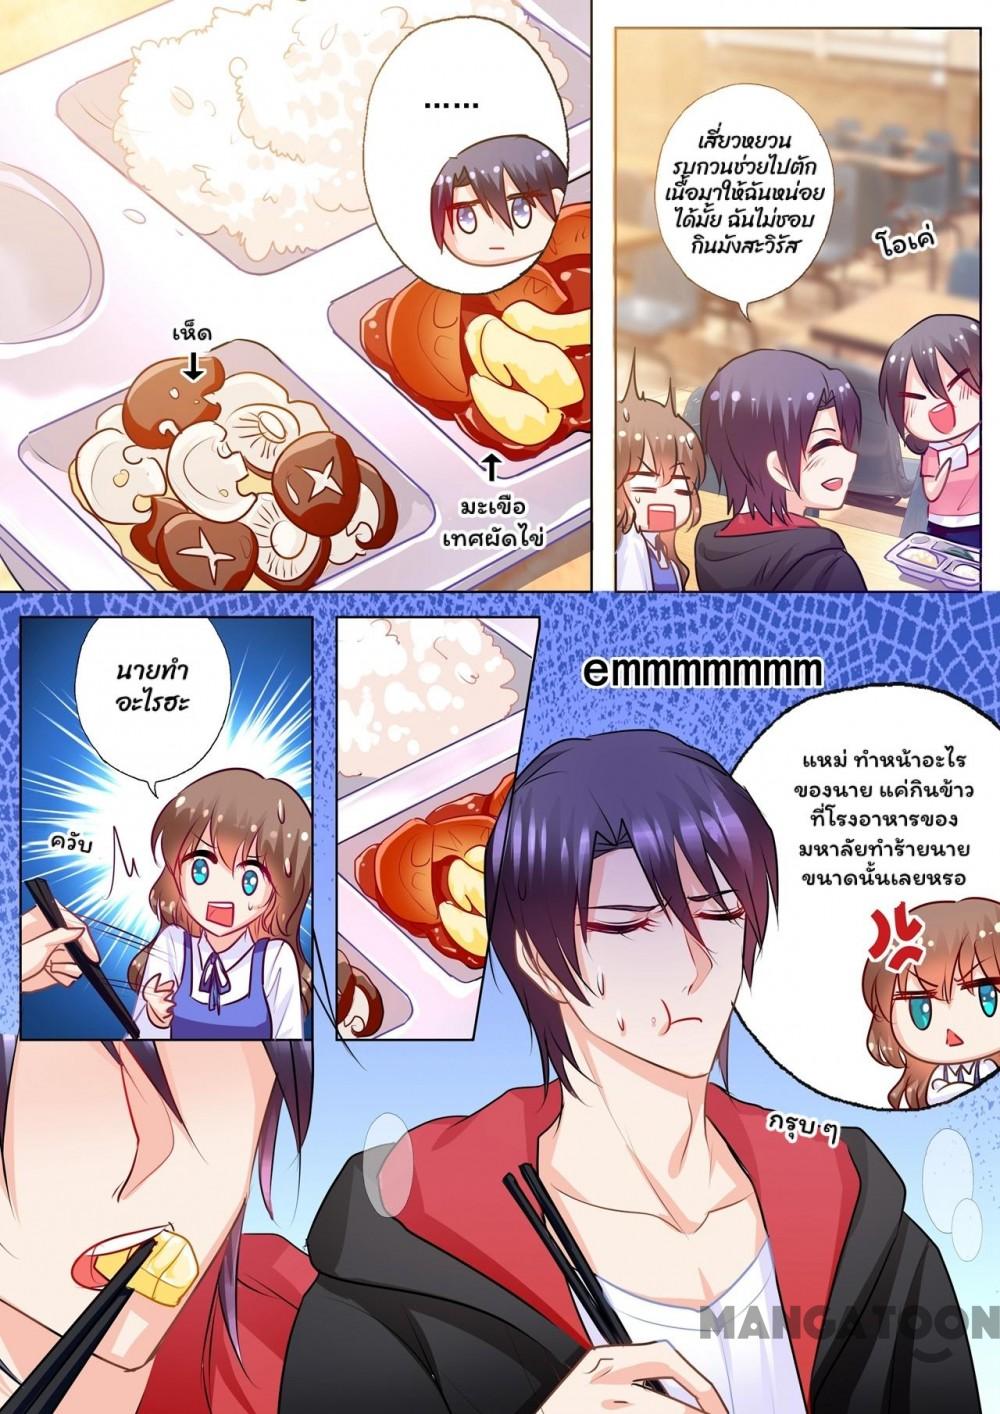 ......
เห็ด
มะเขือ
เทศผัดไข่
เสี่ยวหยวน
รบกวนช่วยไปตัก
เนื้อมาให้ฉันหน่อย
ได้มั้ย ฉันไม่ชอบ
กินมังสะวิรัส
โอเค่
นายทำ
อะไรฮะ
ควับ
emmmmmmm
แหม่ ทำหน้าอะไร
ของนาย แค่กินข้าว
ที่โรงอาหารของ
มหาลัยทำร้ายนาย
ขนาดนั้นเลยหรอ
กรุบ ๆ
MANGATOON